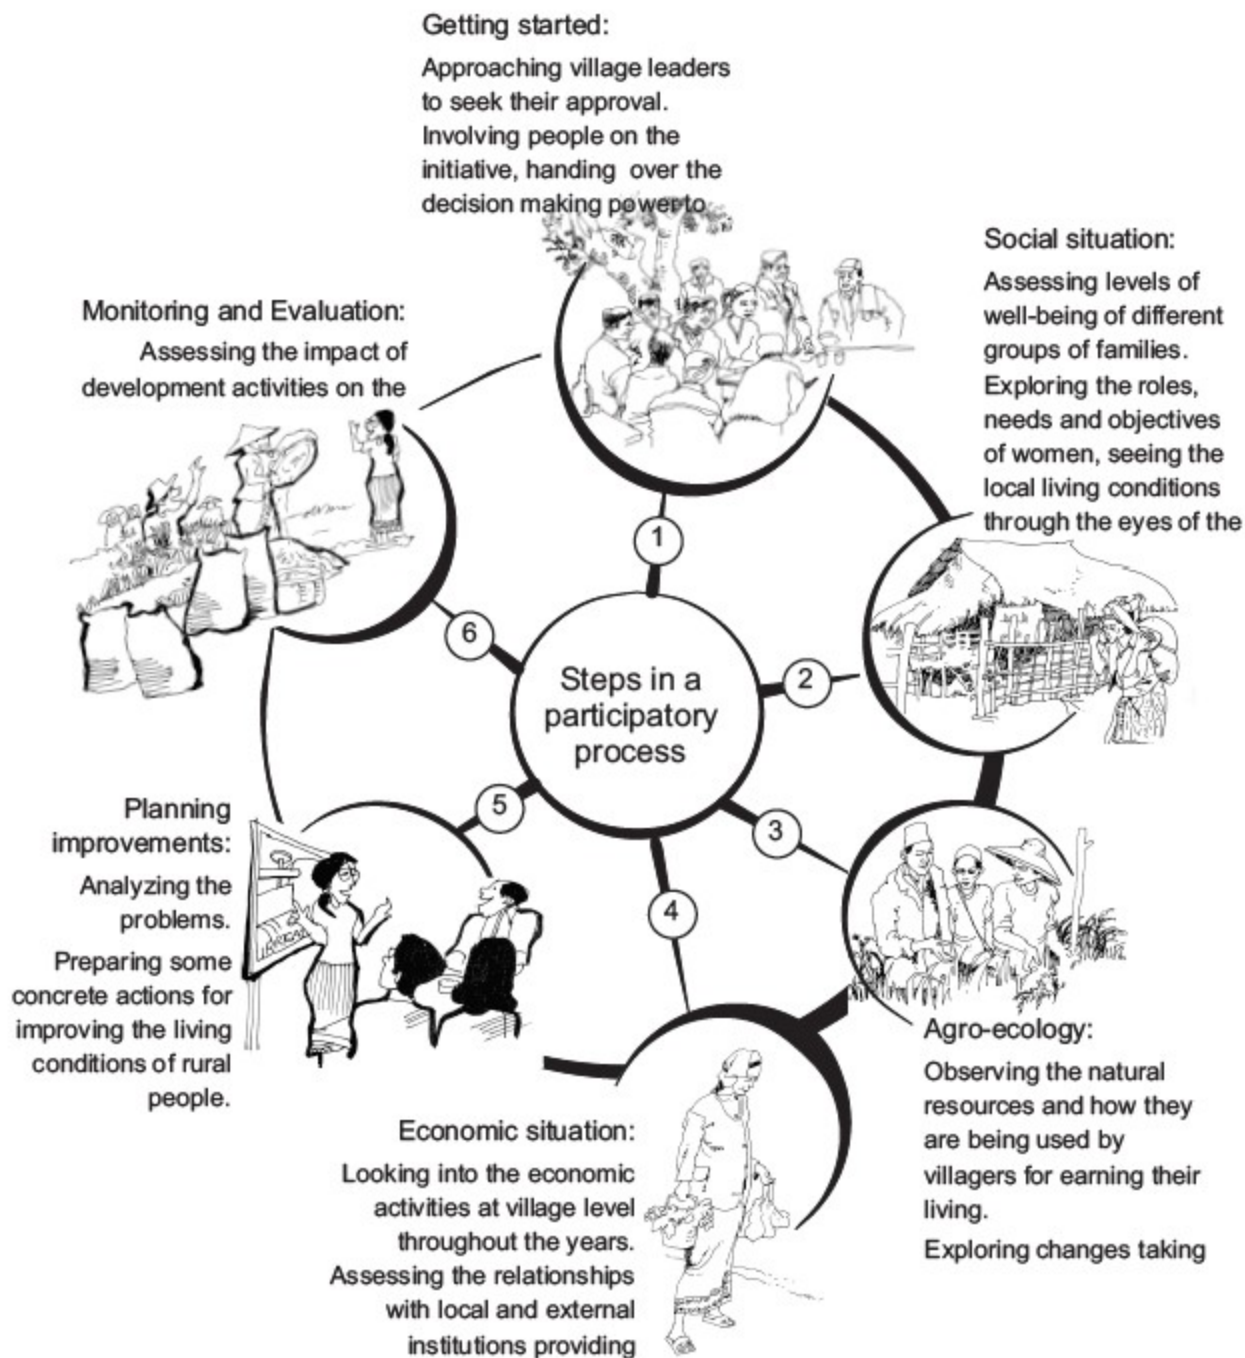 Getting started:
Approaching village leaders
to seek their approval.
Involving people on the
initiative, handing over the
decision making power to
Social situation:
Assessing levels of
well-being of different
groups of families.
Exploring the roles,
needs and objectives
of women, seeing the
local living conditions
through the eyes of the
Monitoring and Evaluation:
Assessing the impact of
development activities on the
1
6
2
Steps in a
participatory
process
5
3
4
Planning
improvements:
Analyzing the
problems.
Preparing some
concrete actions for
improving the living
conditions of rural
people.
Agro-ecology:
Observing the natural
resources and how they
are being used by
villagers for earning their
living.
Exploring changes taking
Economic situation:
Looking into the economic
activities at village level
throughout the years.
Assessing the relationships
with local and external
institutions providing